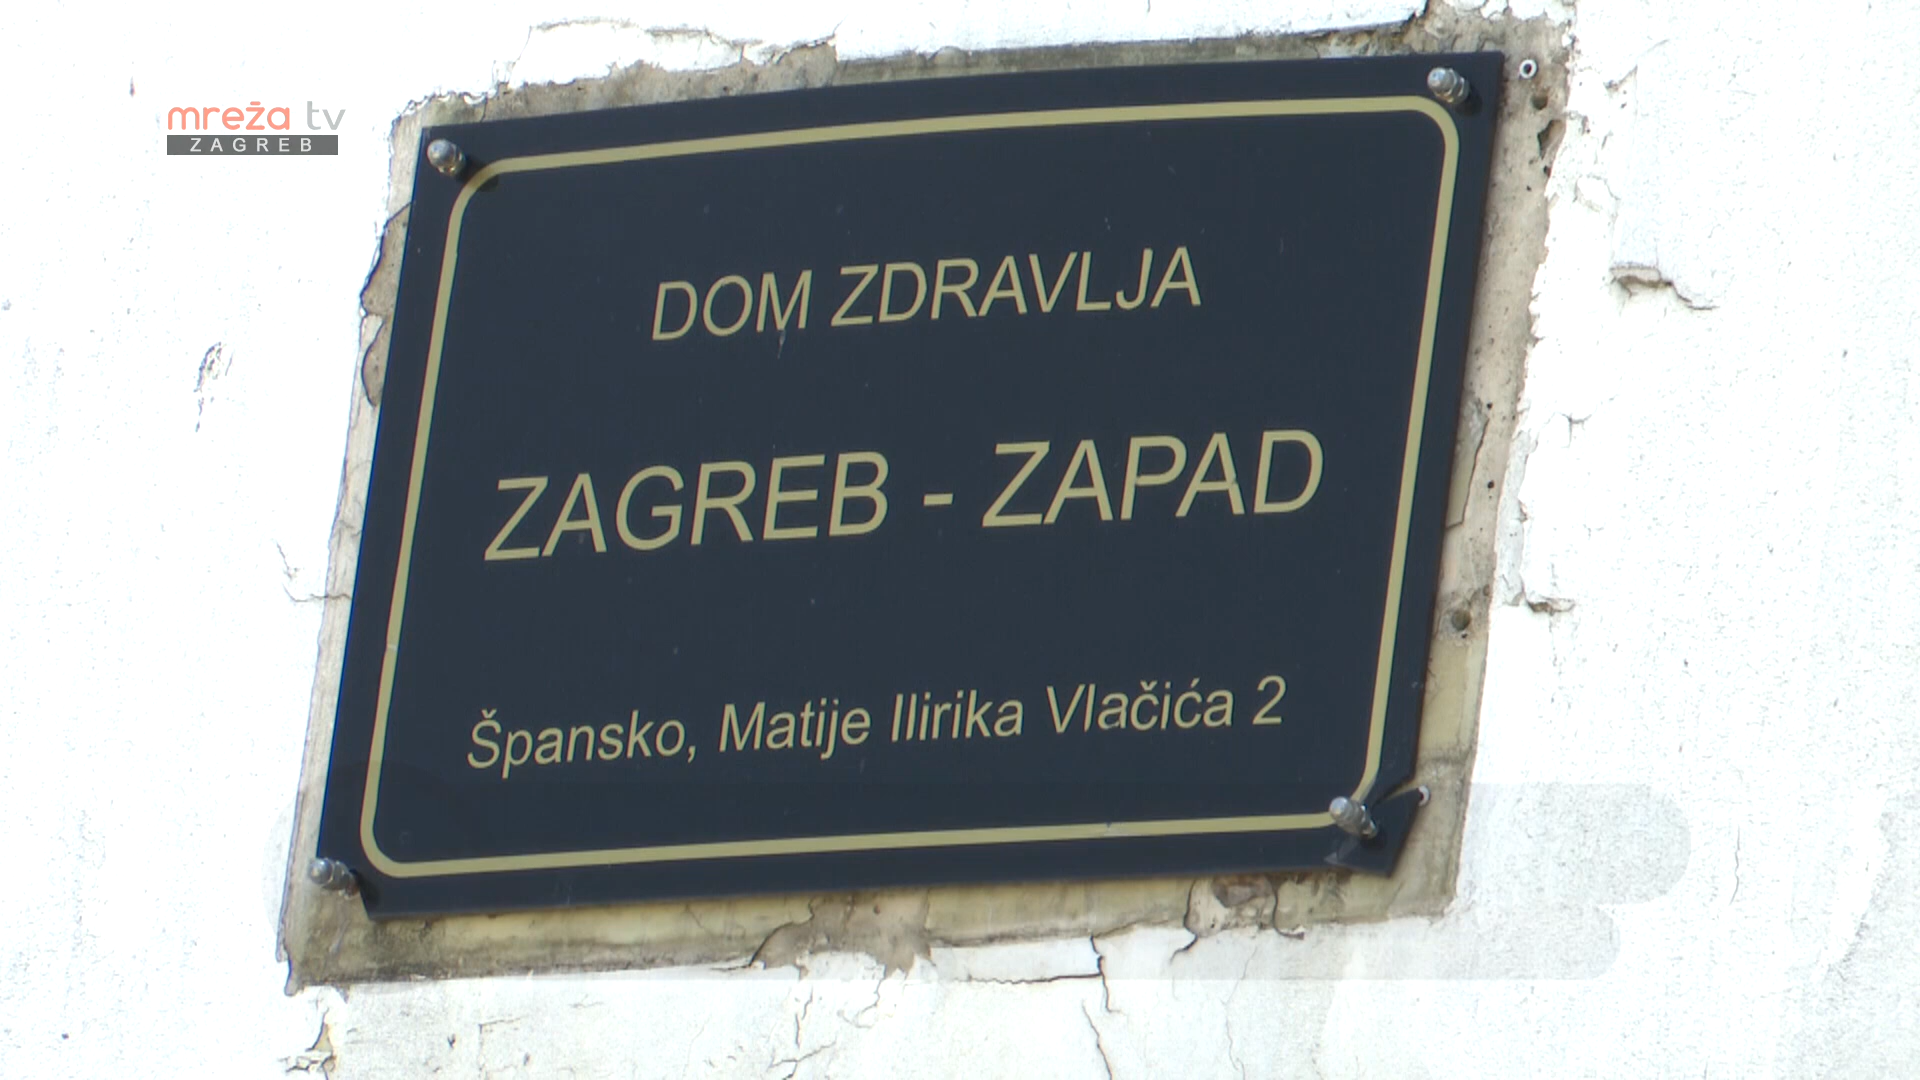 mreža tv
ZAGREB
DOM ZDRAVLJA
ZAGREB - ZAPAD
Špansko, Matije Ilirika Vlačića 2